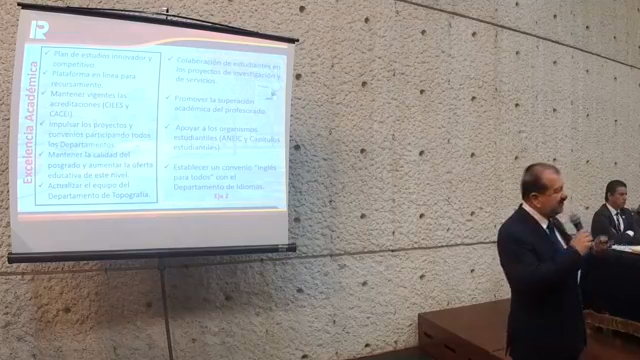 R
Excelencia Académica
✓ Plan de estudios innovador y
competitivo.
✓ Plataforma en línea para
recursamiento.
✓ Mantener vigentes las
acreditaciones (CIEES y
CACEI)
✓ Impulsar los proyectos y
convenios participando todos
los Departamentos.
✓ Mantener la calidad del
posgrado y aumentar la oferta
educativa de este nivel.
✓ Actualizar el equipo del
Departamento de Topografía.
✓ Colaboración de estudiantes en
los proyectos de investigación y
de servicios.
✓ Promover la superación
académica del profesorado.
✓ Apoyar a los organismos
estudiantiles (ANEIC y Capítulos
estudiantiles).
✓ Establecer un convenio "Inglés
para todos" con el
Departamento de Idiomas.
Eje 1